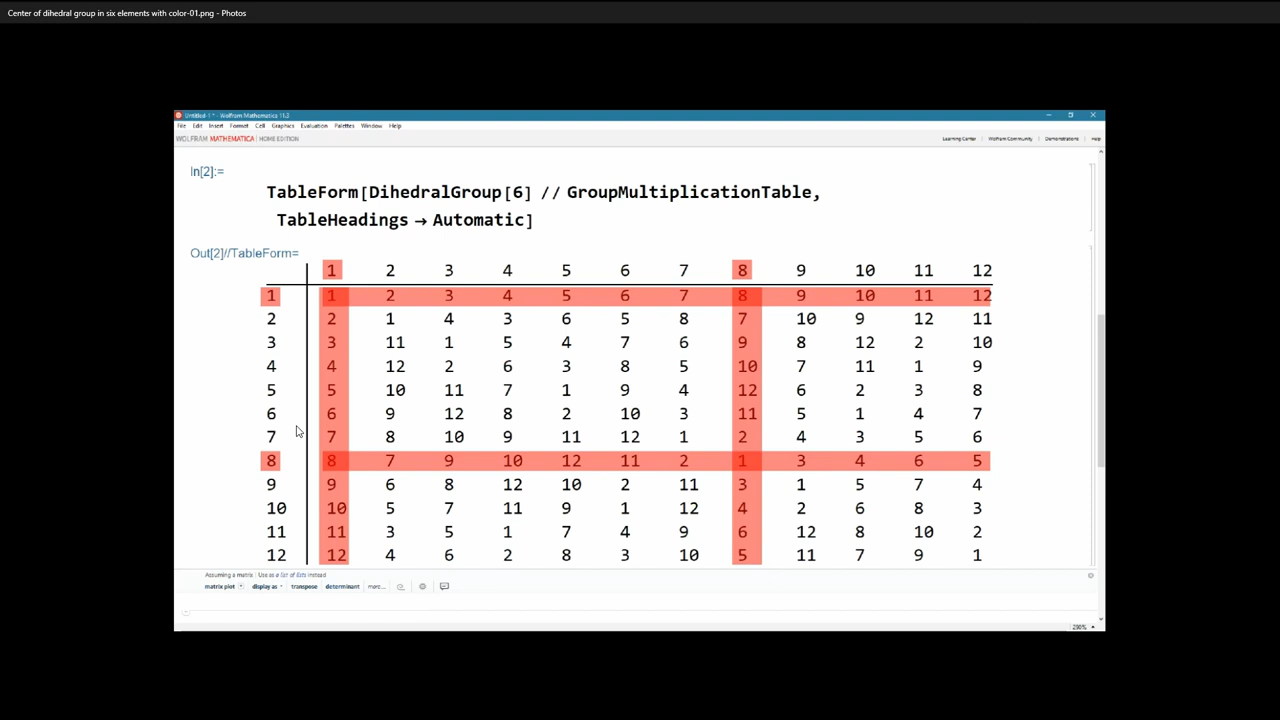 Center of dihedral group in six elements with color-01.png - Photos
Untitled-1 * - Wolfram Mathematica 11.3
File Edit Insert Format Cell Graphics Evaluation Palettes Window Help
WOLFRAM MATHEMATICA | HOME EDITION Learning Center | Wolfram Community | Demonstrations | Help
In[2]:=
TableForm[DihedralGroup[6] // GroupMultiplicationTable,
TableHeadings → Automatic]
Out[2]//TableForm=
1 2 3 4 5 6 7 8 9 10 11 12
1 1 2 3 4 5 6 7 8 9 10 11 12
2 2 1 4 3 6 5 8 7 10 9 12 11
3 3 11 1 5 4 7 6 9 8 12 2 10
4 4 12 2 6 3 8 5 10 7 11 1 9
5 5 10 11 7 1 9 4 12 6 2 3 8
6 6 9 12 8 2 10 3 11 5 1 4 7
7 7 8 10 9 11 12 1 2 4 3 5 6
8 8 7 9 10 12 11 2 1 3 4 6 5
9 9 6 8 12 10 2 11 3 1 5 7 4
10 10 5 7 11 9 1 12 4 2 6 8 3
11 11 3 5 1 7 4 9 6 12 8 10 2
12 12 4 6 2 8 3 10 5 11 7 9 1
Assuming a matrix | Use as a list of lists instead
matrix plot display as transpose determinant more...
200%